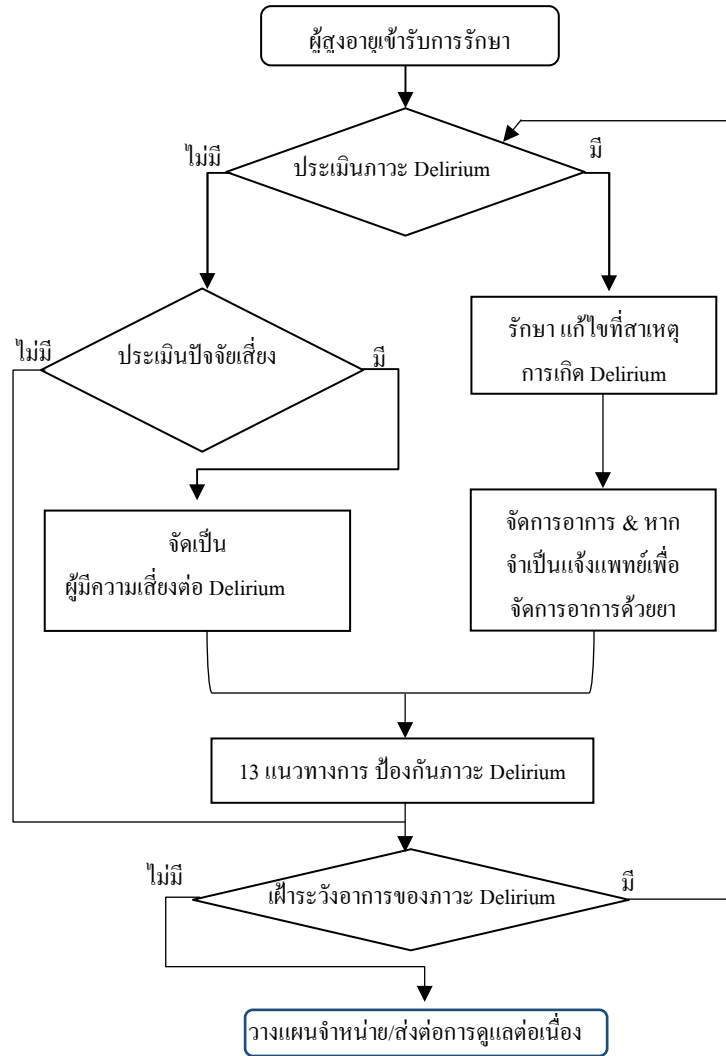 ผู้สูงอายุเข้ารับการรักษา
ไม่มี
มี
ประเมินภาวะ Delirium
ไม่มี
ประเมินปัจจัยเสี่ยง
มี
รักษา แก้ไขที่สาเหตุ
การเกิด Delirium
จัดเป็น
ผู้มีความเสี่ยงต่อ Delirium
จัดการอาการ & หาก
จำเป็นแจ้งแพทย์เพื่อ
จัดการอาการด้วยยา
13 แนวทางการ ป้องกันภาวะ Delirium
ไม่มี
เฝ้าระวังอาการของภาวะ Delirium
มี
วางแผนจำหน่าย/ส่งต่อการดูแลต่อเนื่อง